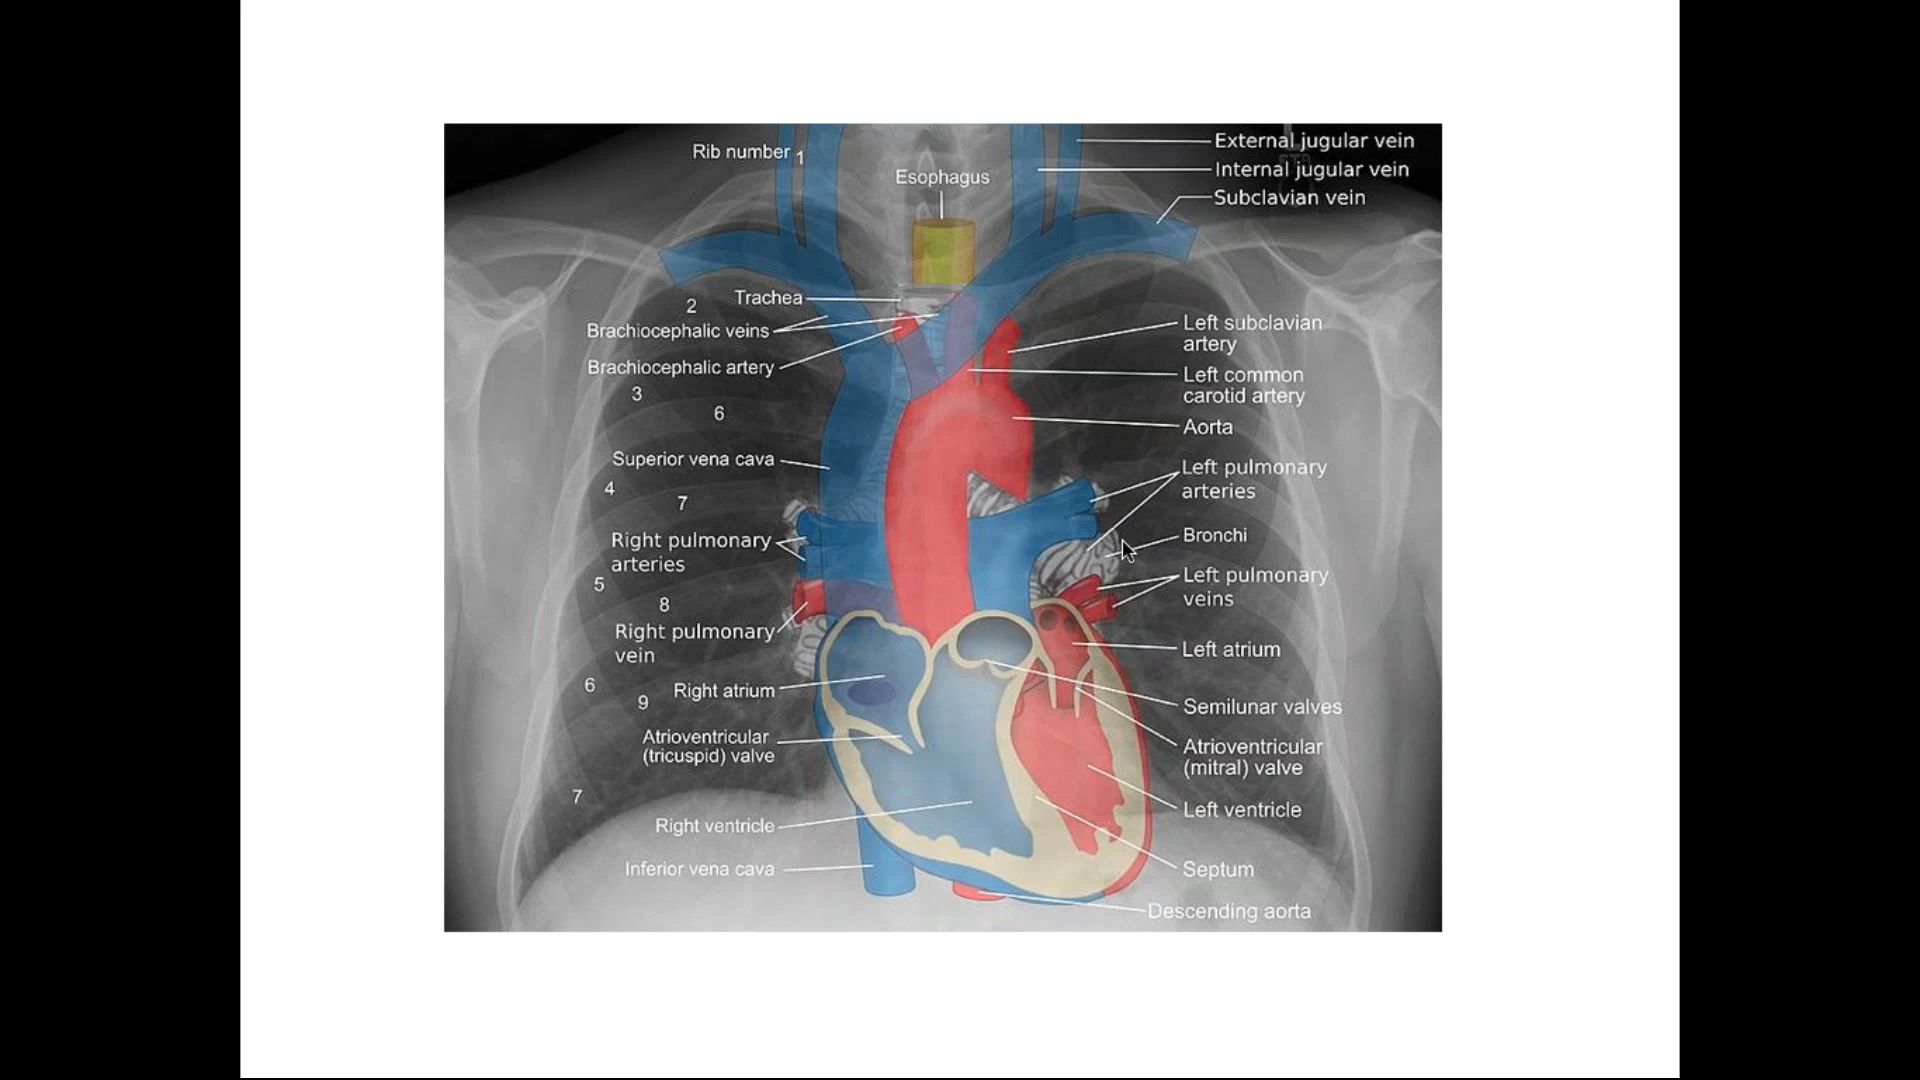 Rib number 1
Esophagus
External jugular vein
Internal jugular vein
Subclavian vein
2
Trachea
Brachiocephalic veins
Brachiocephalic artery
3
6
Superior vena cava
4
7
Right pulmonary
arteries
5
8
Right pulmonary
vein
6
9
Right atrium
Atrioventricular
(tricuspid) valve
7
Right ventricle
Inferior vena cava
Left subclavian
artery
Left common
carotid artery
Aorta
Left pulmonary
arteries
Bronchi
Left pulmonary
veins
Left atrium
Semilunar valves
Atrioventricular
(mitral) valve
Left ventricle
Septum
Descending aorta